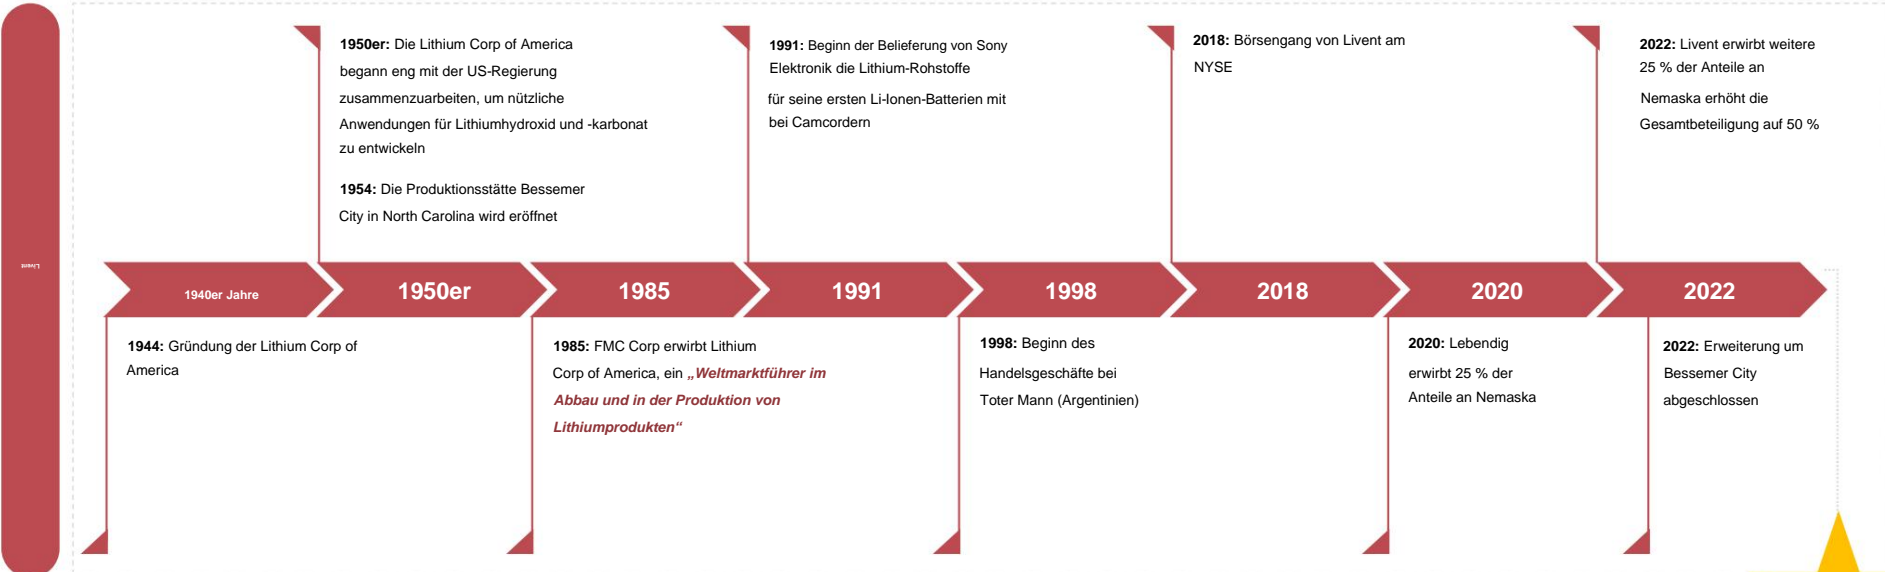 1950er: Die Lithium Corp of America
begann eng mit der US-Regierung
zusammenzuarbeiten, um nützliche
Anwendungen für Lithiumhydroxid und -karbonat
zu entwickeln
1954: Die Produktionsstätte Bessemer
City in North Carolina wird eröffnet
1991: Beginn der Belieferung von Sony
Elektronik die Lithium-Rohstoffe
für seine ersten Li-Ionen-Batterien mit
bei Camcordern
2018: Börsengang von Livent am
NYSE
2022: Livent erwirbt weitere
25 % der Anteile an
Nemaska erhöht die
Gesamtbeteiligung auf 50 %
Livent
1940er Jahre
1950er
1985
1991
1998
2018
2020
2022
1944: Gründung der Lithium Corp of
America
1985: FMC Corp erwirbt Lithium
Corp of America, ein „Weltmarktführer im
Abbau und in der Produktion von
Lithiumprodukten“
1998: Beginn des
Handelsgeschäfte bei
Toter Mann (Argentinien)
2020: Lebendig
erwirbt 25 % der
Anteile an Nemaska
2022: Erweiterung um
Bessemer City
abgeschlossen